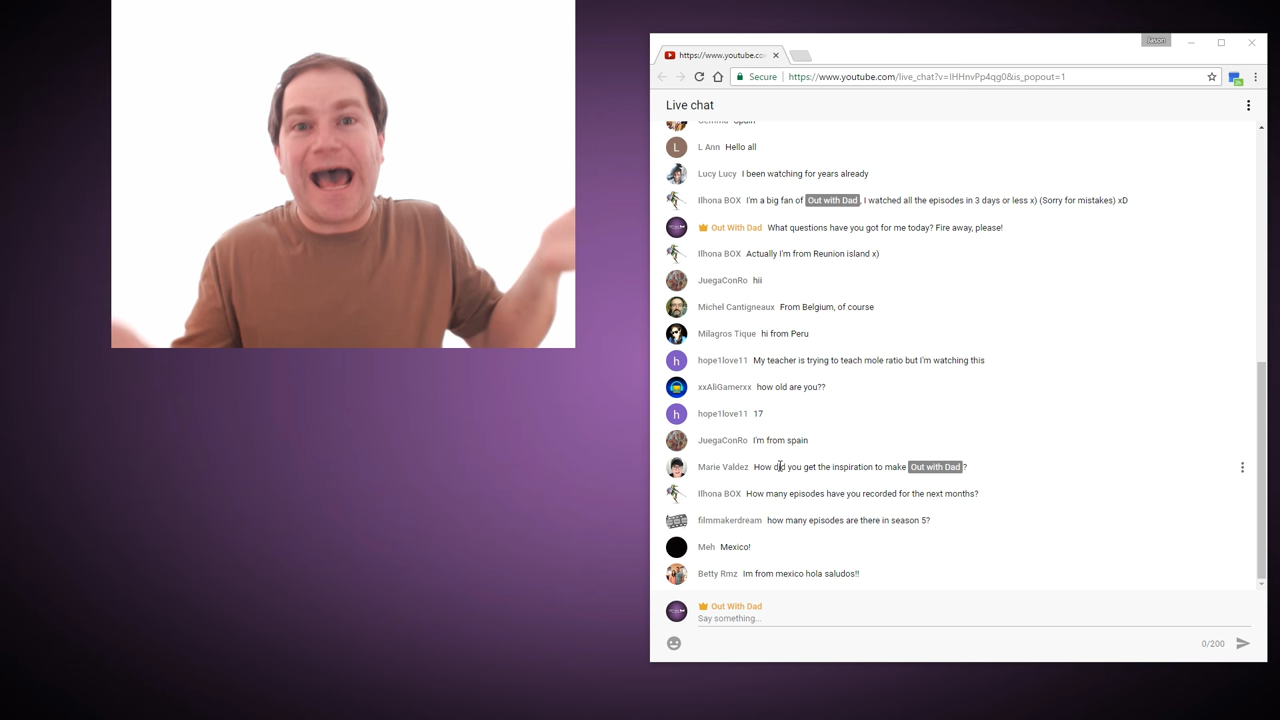 Jason
https://www.youtube.co
Secure https://www.youtube.com/live_chat?v=IHHnvPp4qg0&is_popout=1
Live chat
Gemma Spain
L L Ann Hello all
Lucy Lucy I been watching for years already
Ilhona BOX I'm a big fan of Out with Dad. I watched all the episodes in 3 days or less x) (Sorry for mistakes) xD
Out With Dad What questions have you got for me today? Fire away, please!
Ilhona BOX Actually I'm from Reunion island x)
JuegaConRo hii
Michel Cantigneaux From Belgium, of course
Milagros Tique hi from Peru
h hope1love11 My teacher is trying to teach mole ratio but I'm watching this
xxAliGamerxx how old are you??
h hope1love11 17
JuegaConRo I'm from spain
Marie Valdez How did you get the inspiration to make Out with Dad?
Ilhona BOX How many episodes have you recorded for the next months?
filmmakerdream how many episodes are there in season 5?
Meh Mexico!
Betty Rmz Im from mexico hola saludos!!
Out With Dad
Say something...
0/200